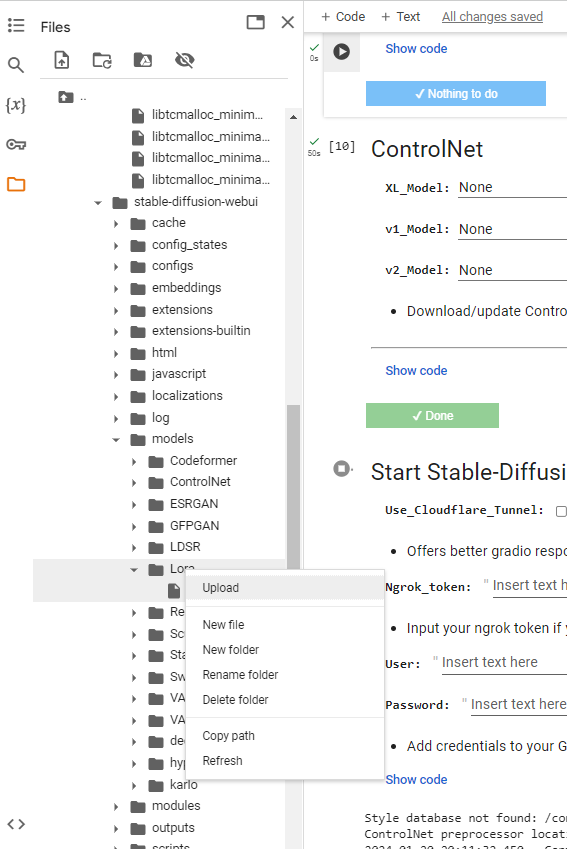 Files
+ Code + Text All changes saved
..
libtcmalloc_minim...
libtcmalloc_minima...
libtcmalloc_minima...
libtcmalloc_minima...
stable-diffusion-webui
cache
config_states
configs
embeddings
extensions
extensions-builtin
html
javascript
localizations
log
models
Codeformer
ControlNet
ESRGAN
GFPGAN
LDSR
Lora
Re
Sc
Sta
Sw
VA
VA
de
hyp
karlo
modules
outputs
scripts
Upload
New file
New folder
Rename folder
Delete folder
Copy path
Refresh
{x}
<>
0s
Show code
✓ Nothing to do
50s
[10] ControlNet
XL_Model: None
v1_Model: None
v2_Model: None
• Download/update Contro
Show code
✓ Done
Start Stable-Diffusi
Use_Cloudflare_Tunnel:
• Offers better gradio respo
Ngrok_token: " Insert text h
• Input your ngrok token if y
User: " Insert text here
Password: " Insert text here
• Add credentials to your G
Show code
Style database not found: /con
ControlNet preprocessor locati